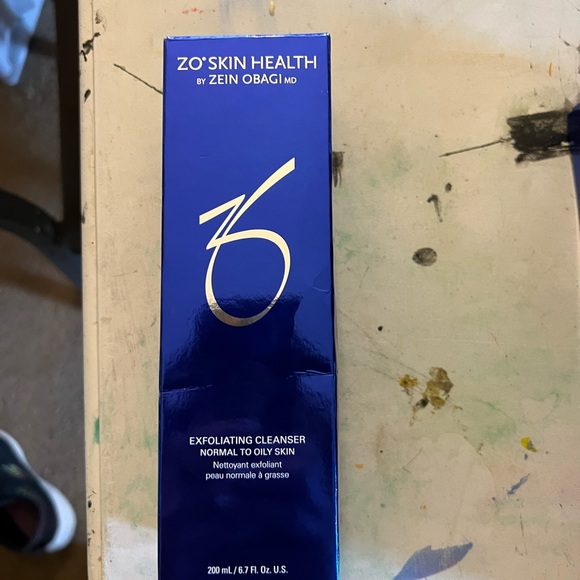 ZO® SKIN HEALTH
BY ZEIN OBAGI MD
ZO
EXFOLIATING CLEANSER
NORMAL TO OILY SKIN
Nettoyant exfoliant
peau normale à grasse
200 mL / 6.7 Fl. Oz. U.S.